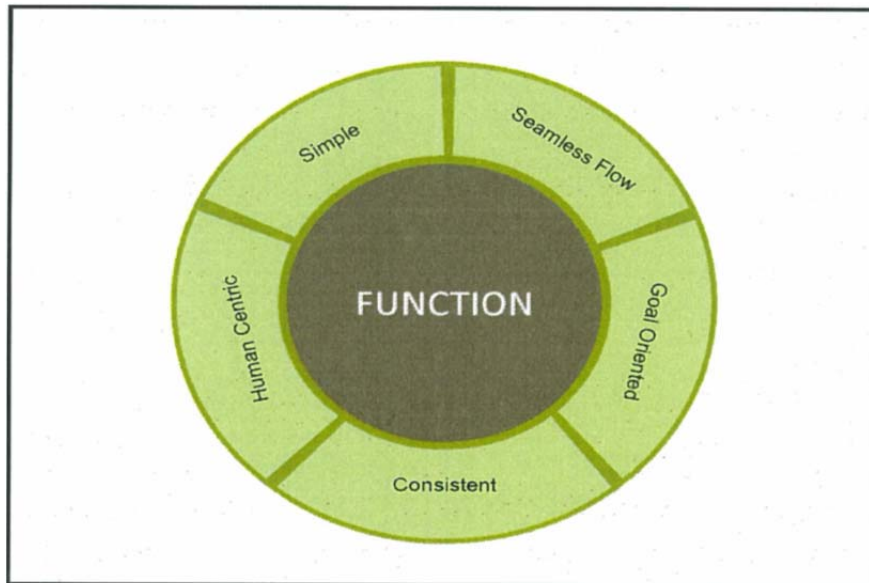 Simple
Seamless Flow
Human Centric
FUNCTION
Goal Oriented
Consistent